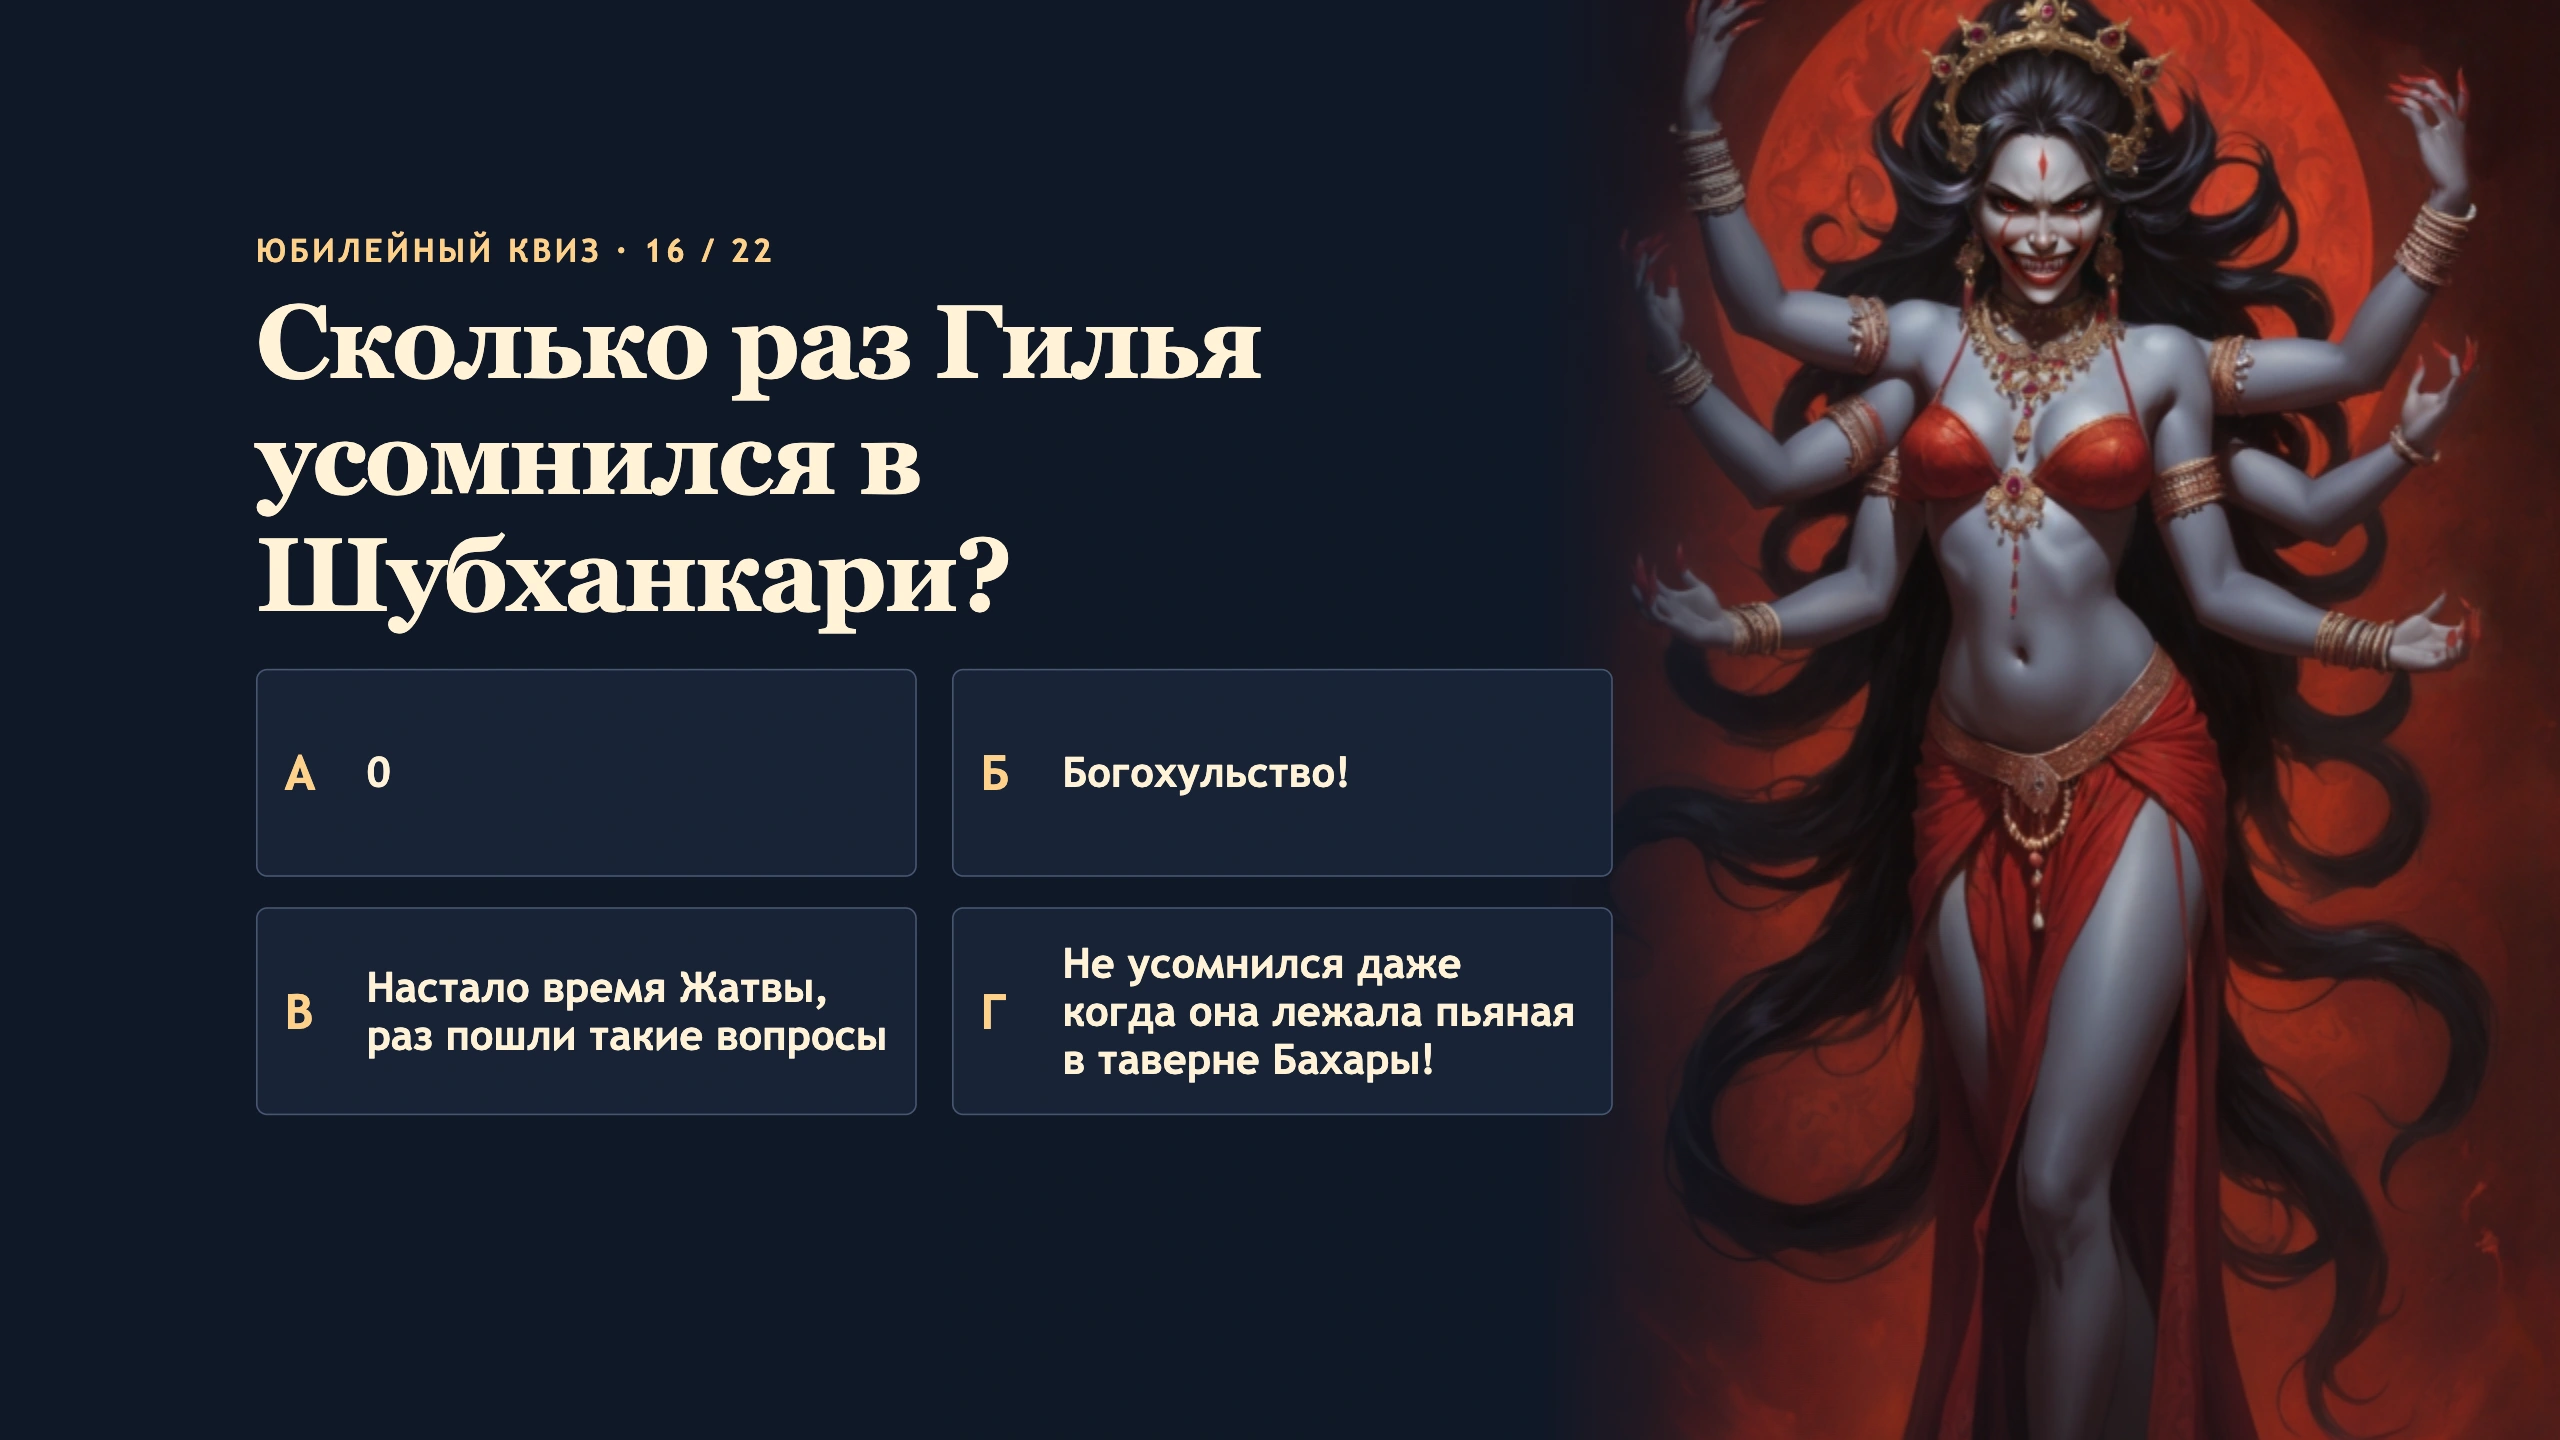 ЮБИЛЕЙНЫЙ КВИЗ · 16 / 22
Сколько раз Гилья
усомнился в
Шубханкари?
А 0
Б Богохульство!
В Настало время Жатвы,
раз пошли такие вопросы
Г Не усомнился даже
когда она лежала пьяная
в таверне Бахары!